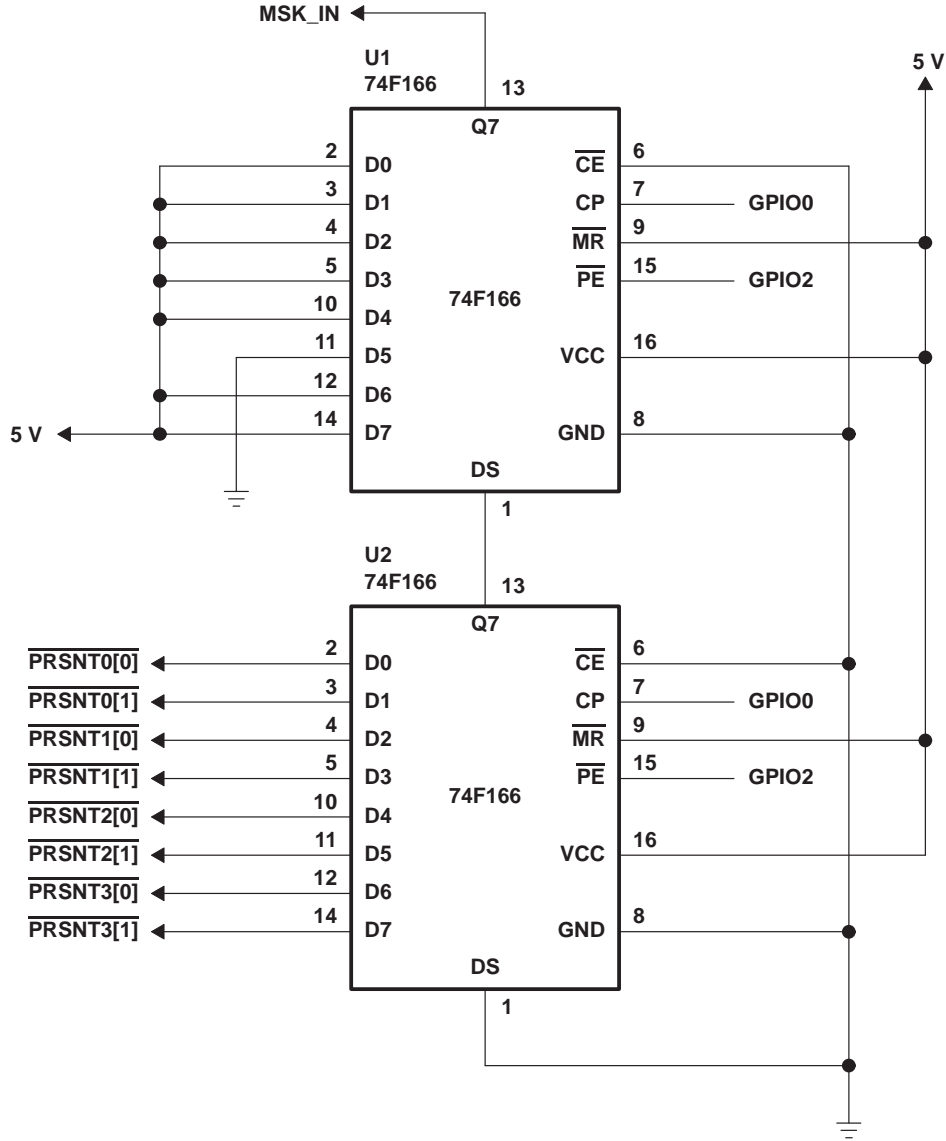 MSK_IN
U1
74F166
13
5 V
Q7
2 D0 CE 6
3 D1 CP 7 GPIO0
4 D2 MR 9
5 D3 PE 15 GPIO2
74F166
10 D4
11 D5 VCC 16
12 D6
5 V 14 D7 GND 8
DS
1
U2
74F166
13
Q7
PRSNT0[0] 2 D0 CE 6
PRSNT0[1] 3 D1 CP 7 GPIO0
PRSNT1[0] 4 D2 MR 9
PRSNT1[1] 5 D3 PE 15 GPIO2
74F166
PRSNT2[0] 10 D4
PRSNT2[1] 11 D5 VCC 16
PRSNT3[0] 12 D6
PRSNT3[1] 14 D7 GND 8
DS
1